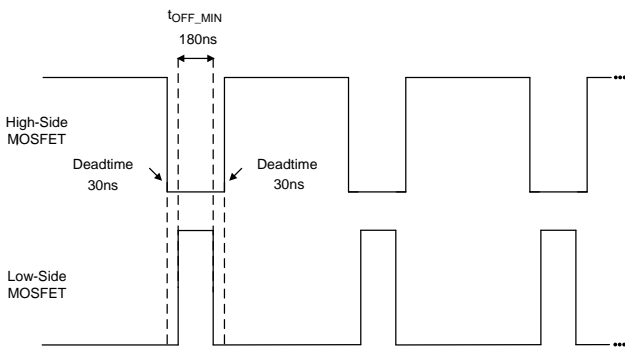 tOFF_MIN
180ns
High-Side
MOSFET
Deadtime
30ns
Deadtime
30ns
Low-Side
MOSFET